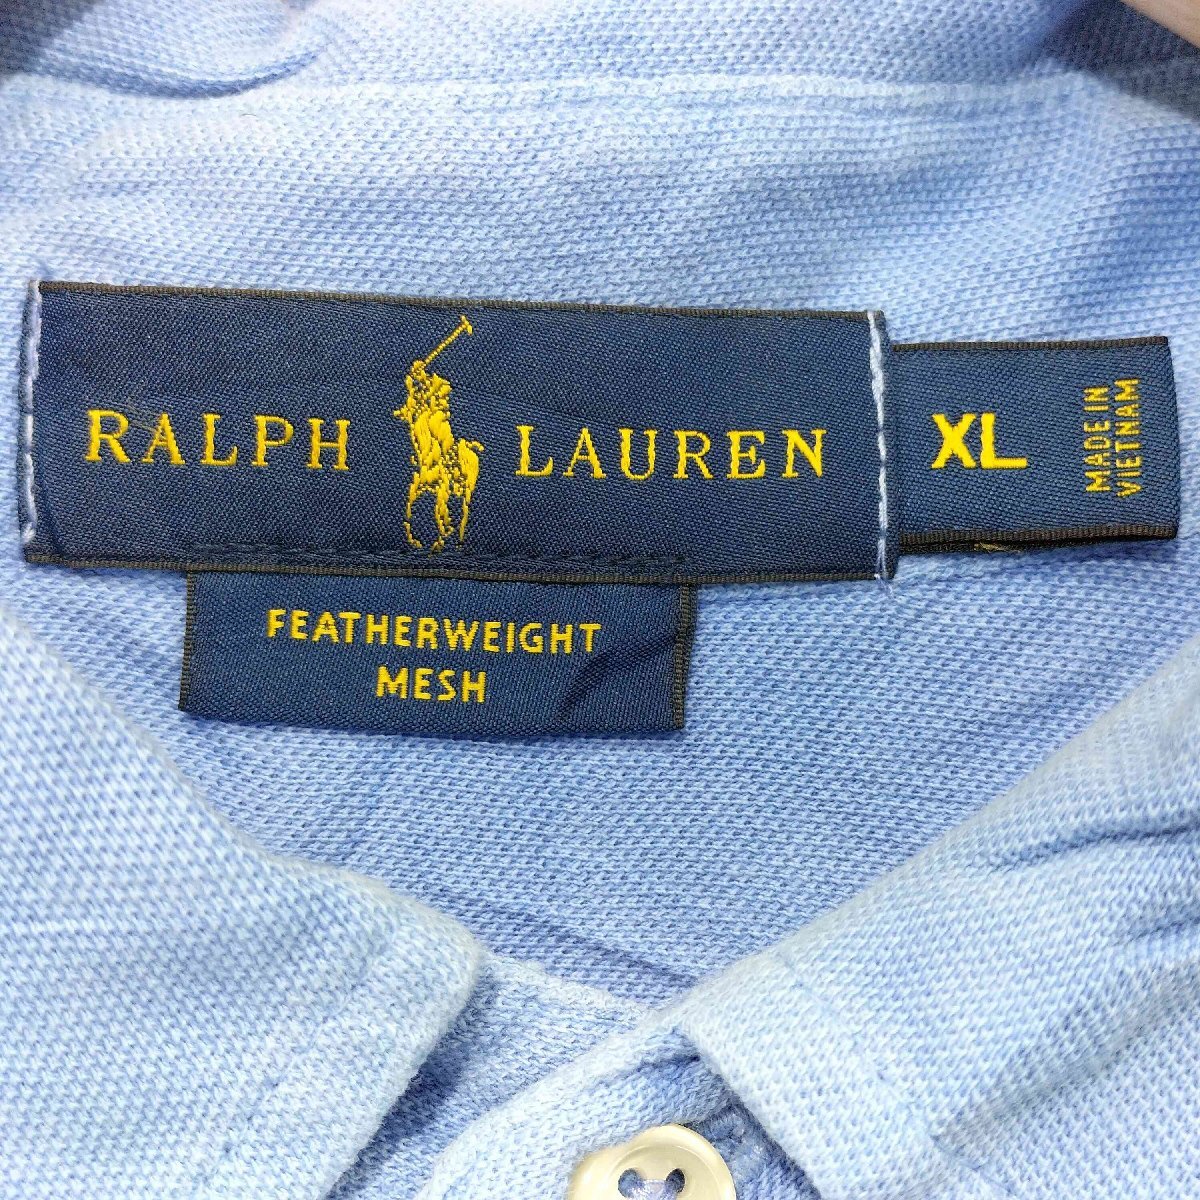 RALPH LAUREN
XL
MADE IN
VIETNAM
FEATHERWEIGHT
MESH